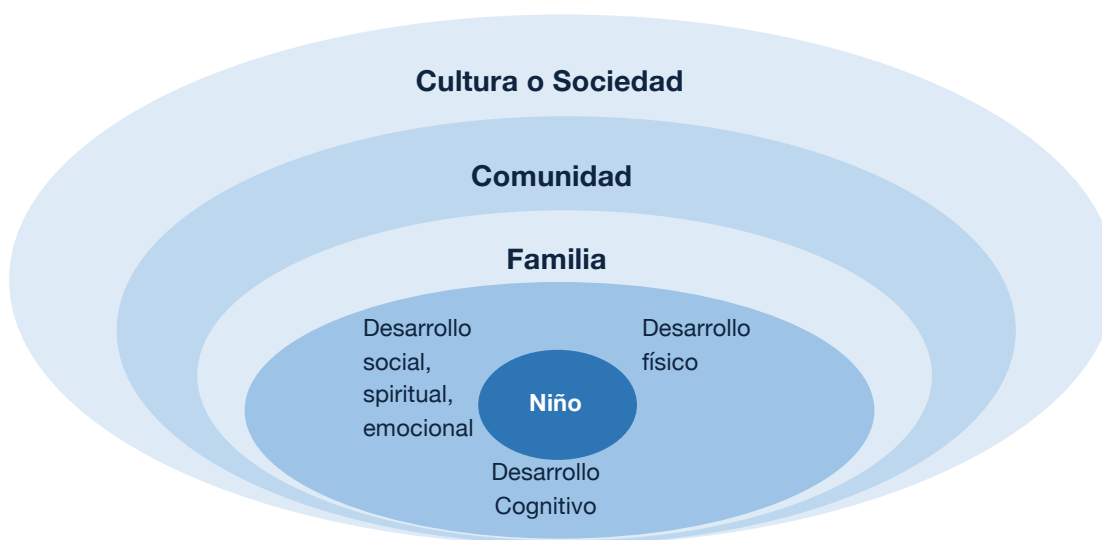 Cultura o Sociedad
Comunidad
Familia
Desarrollo
social,
spiritual,
emocional
Desarrollo
físico
Niño
Desarrollo
Cognitivo